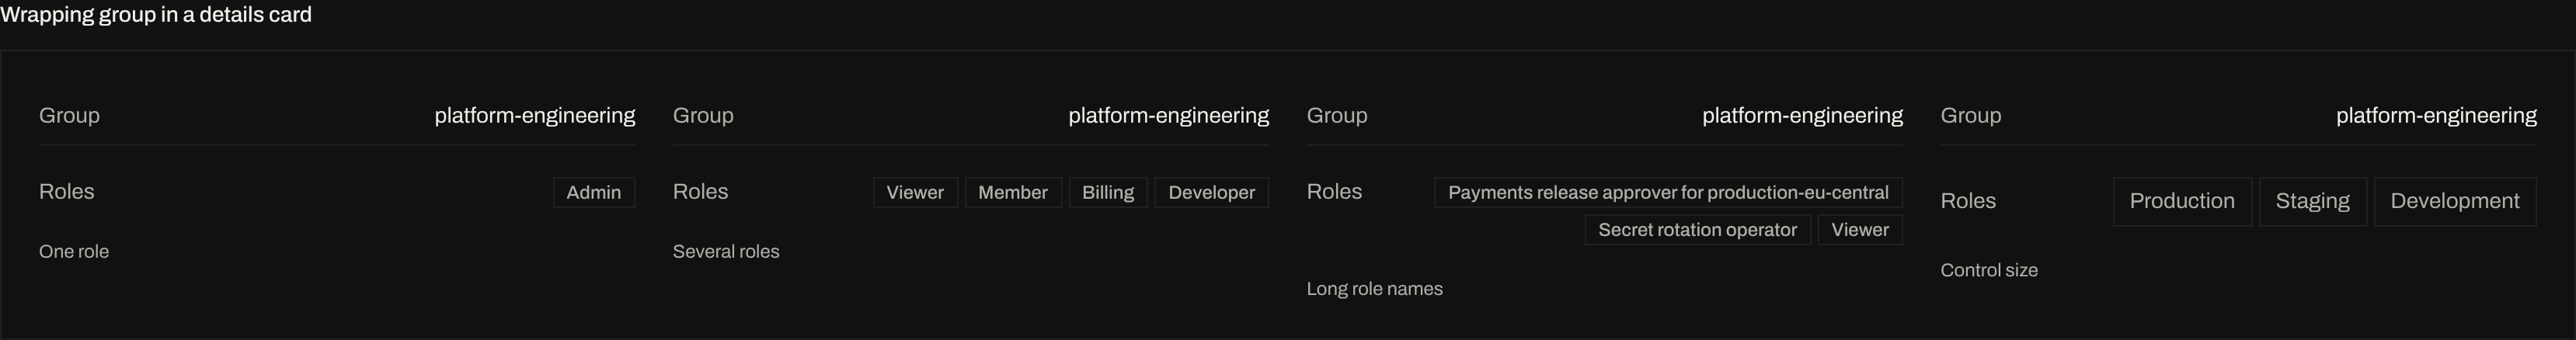 Wrapping group in a details card
Group platform-engineering
Roles Admin
One role
Group platform-engineering
Roles Viewer Member Billing Developer
Several roles
Group platform-engineering
Roles Payments release approver for production-eu-central
Secret rotation operator Viewer
Long role names
Group platform-engineering
Roles Production Staging Development
Control size